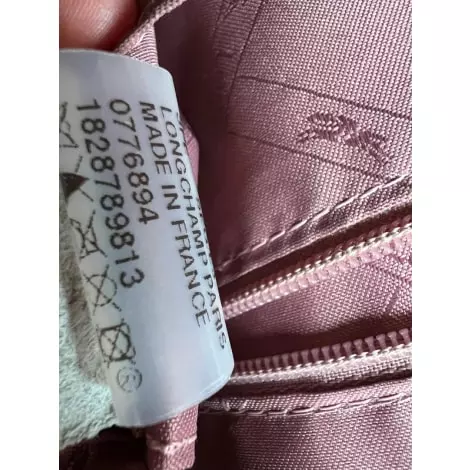 LONGCHAMP PARIS
MADE IN FRANCE
0776894
1828789813